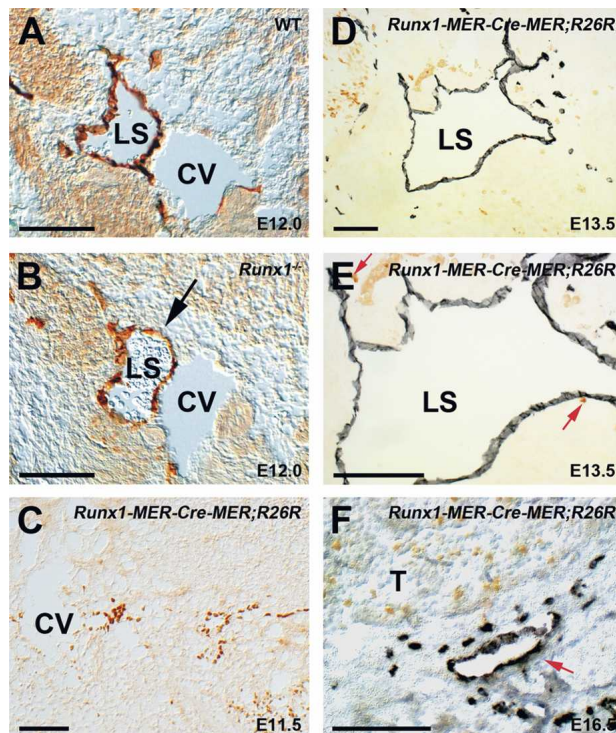 A
WT
LS
CV
E12.0
B
Runx1-/-
LS
CV
E12.0
C
Runx1-MER-Cre-MER;R26R
CV
E11.5
D
Runx1-MER-Cre-MER;R26R
LS
E13.5
E
Runx1-MER-Cre-MER;R26R
LS
E13.5
F
Runx1-MER-Cre-MER;R26R
T
E16.5